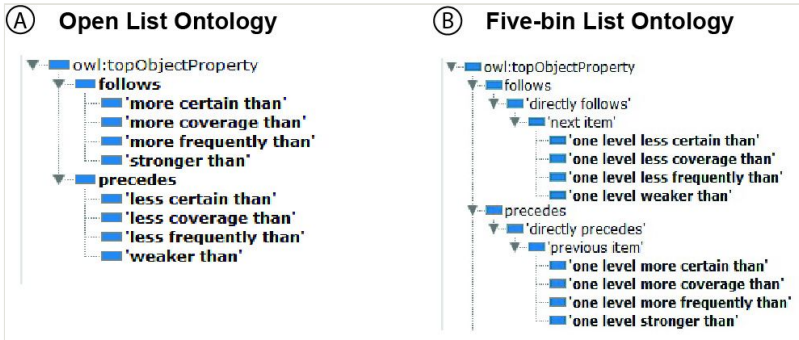 A Open List Ontology
owl:topObjectProperty
follows
'more certain than'
'more coverage than'
'more frequently than'
'stronger than'
precedes
'less certain than'
'less coverage than'
'less frequently than'
'weaker than'
B Five-bin List Ontology
owl:topObjectProperty
follows
'directly follows'
'next item'
'one level less certain than'
'one level less coverage than'
'one level less frequently than'
'one level weaker than'
precedes
'directly precedes'
'previous item'
'one level more certain than'
'one level more coverage than'
'one level more frequently than'
'one level stronger than'